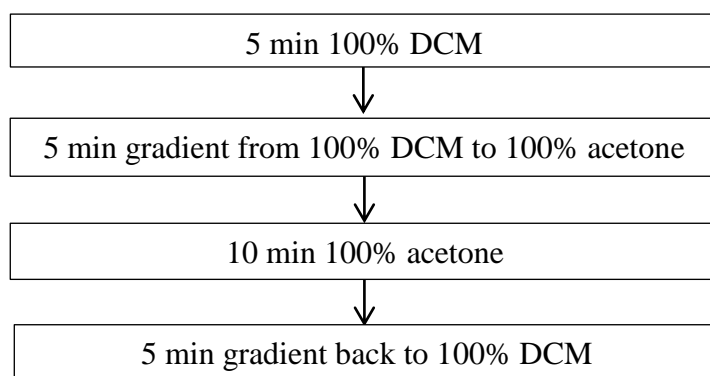 5 min 100% DCM
5 min gradient from 100% DCM to 100% acetone
10 min 100% acetone
5 min gradient back to 100% DCM